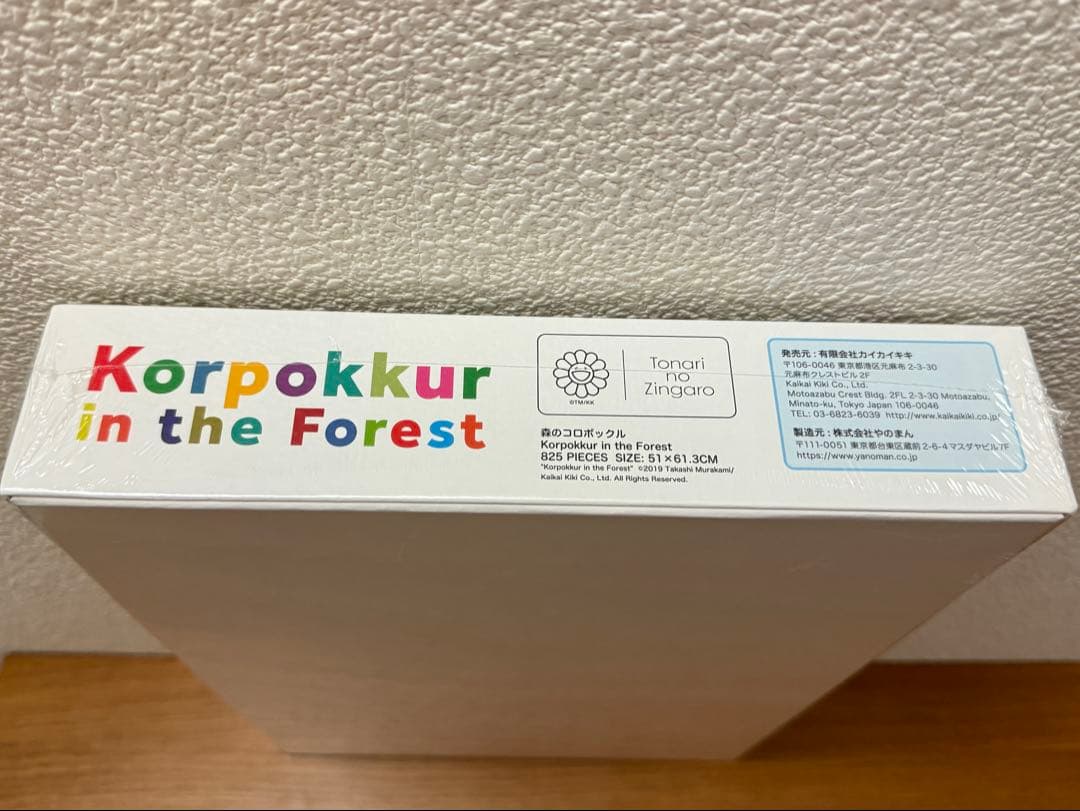 Korpokkur
in the Forest
Tonari
no
Zingaro
©TM/KK
森のコロボックル
Korpokkur in the Forest
825 PIECES SIZE: 51×61.3CM
"Korpokkur in the Forest" ©2019 Takashi Murakami/
Kaikai Kiki Co., Ltd. All Rights Reserved.
発売元：有限会社カイカイキキ
〒106-0046 東京都港区元麻布 2-3-30
元麻布クレストビル 2F
Kaikai Kiki Co., Ltd.
Motoazabu Crest Bldg. 2FL 2-3-30 Motoazabu,
Minato-ku, Tokyo Japan 106-0046
TEL: 03-6823-6039 http://www.kaikaikiki.co.jp/
製造元：株式会社やのまん
〒111-0051 東京都台東区蔵前 2-6-4 マスダヤビル7F
https://www.yanoman.co.jp